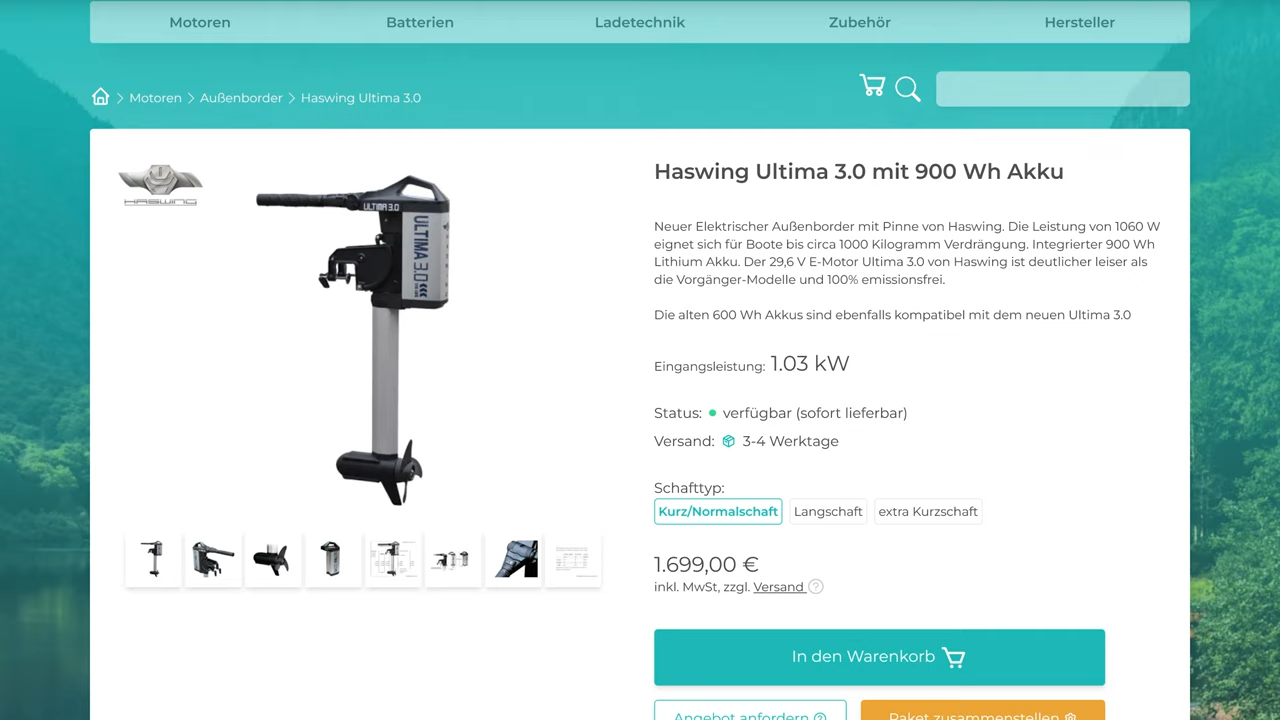 Motoren
Batterien
Ladetechnik
Zubehör
Hersteller
Motoren
Außenborder
Haswing Ultima 3.0
HASWING
ULTIMA 3.0
ULTIMA 3.0
Haswing Ultima 3.0 mit 900 Wh Akku
Neuer Elektrischer Außenborder mit Pinne von Haswing. Die Leistung von 1060 W
eignet sich für Boote bis circa 1000 Kilogramm Verdrängung. Integrierter 900 Wh
Lithium Akku. Der 29,6 V E-Motor Ultima 3.0 von Haswing ist deutlicher leiser als
die Vorgänger-Modelle und 100% emissionsfrei.
Die alten 600 Wh Akkus sind ebenfalls kompatibel mit dem neuen Ultima 3.0
Eingangsleistung: 1.03 kW
Status: verfügbar (sofort lieferbar)
Versand: 3-4 Werktage
Schafttyp:
Kurz/Normalschaft
Langschaft
extra Kurzschaft
1.699,00 €
inkl. MwSt, zzgl. Versand ?
In den Warenkorb
Angebot anfordern ?
Paket zusammenstellen